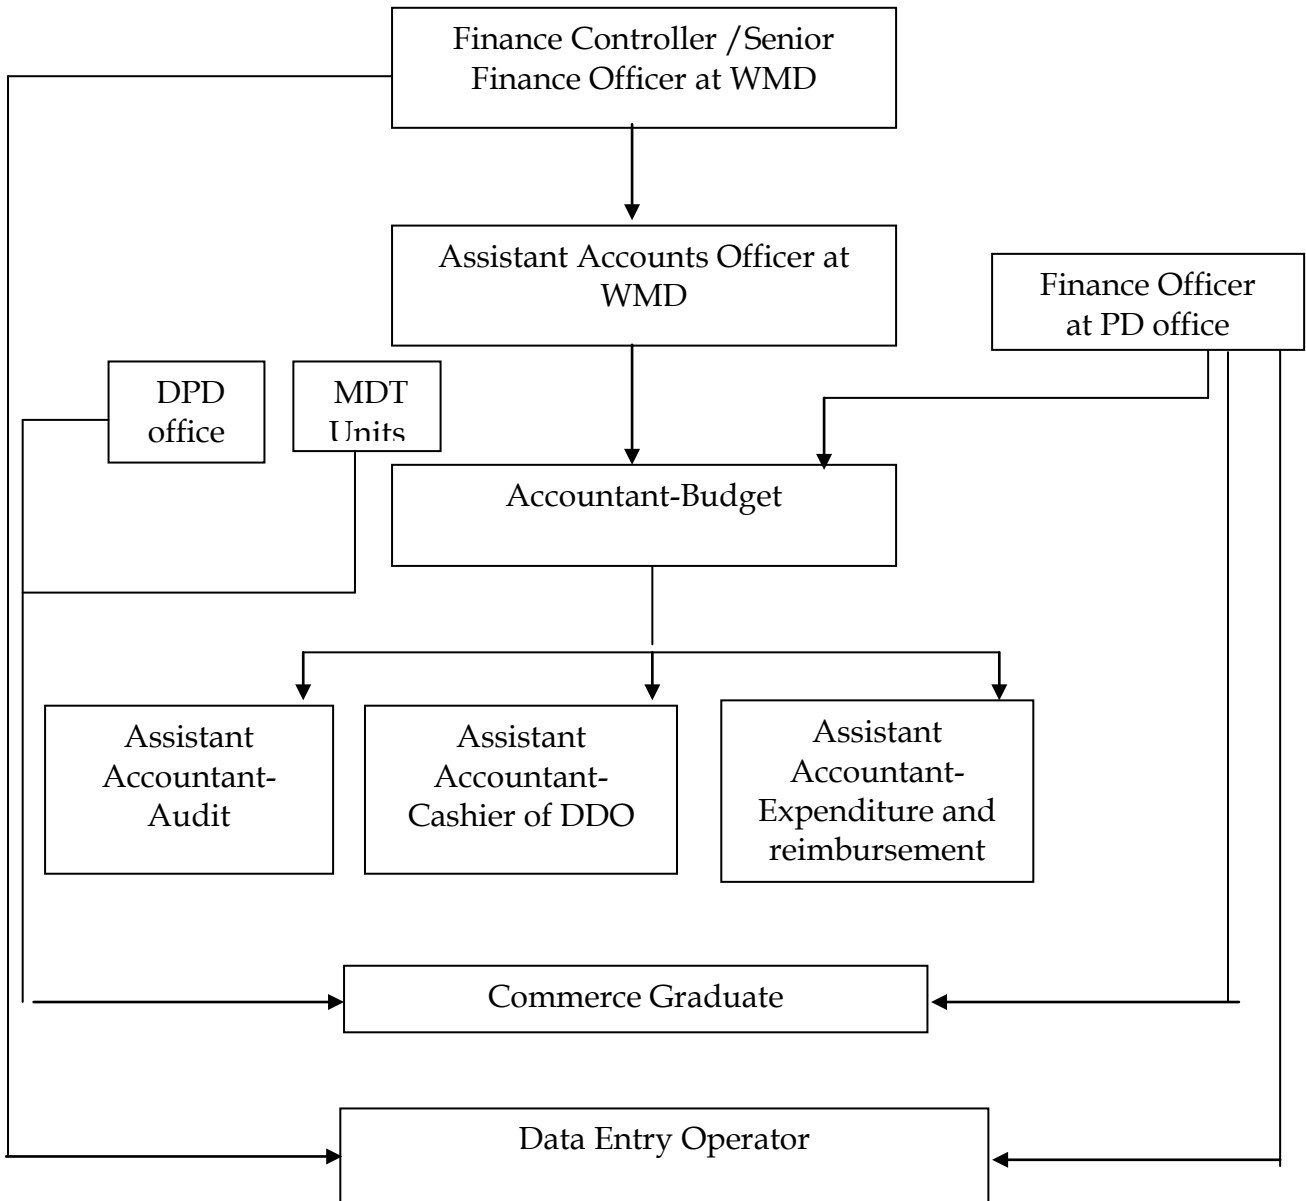 Finance Controller /Senior
Finance Officer at WMD
Assistant Accounts Officer at
WMD
Finance Officer
at PD office
DPD
office
MDT
Units
Accountant-Budget
Assistant
Accountant-
Audit
Assistant
Accountant-
Cashier of DDO
Assistant
Accountant-
Expenditure and
reimbursement
Commerce Graduate
Data Entry Operator